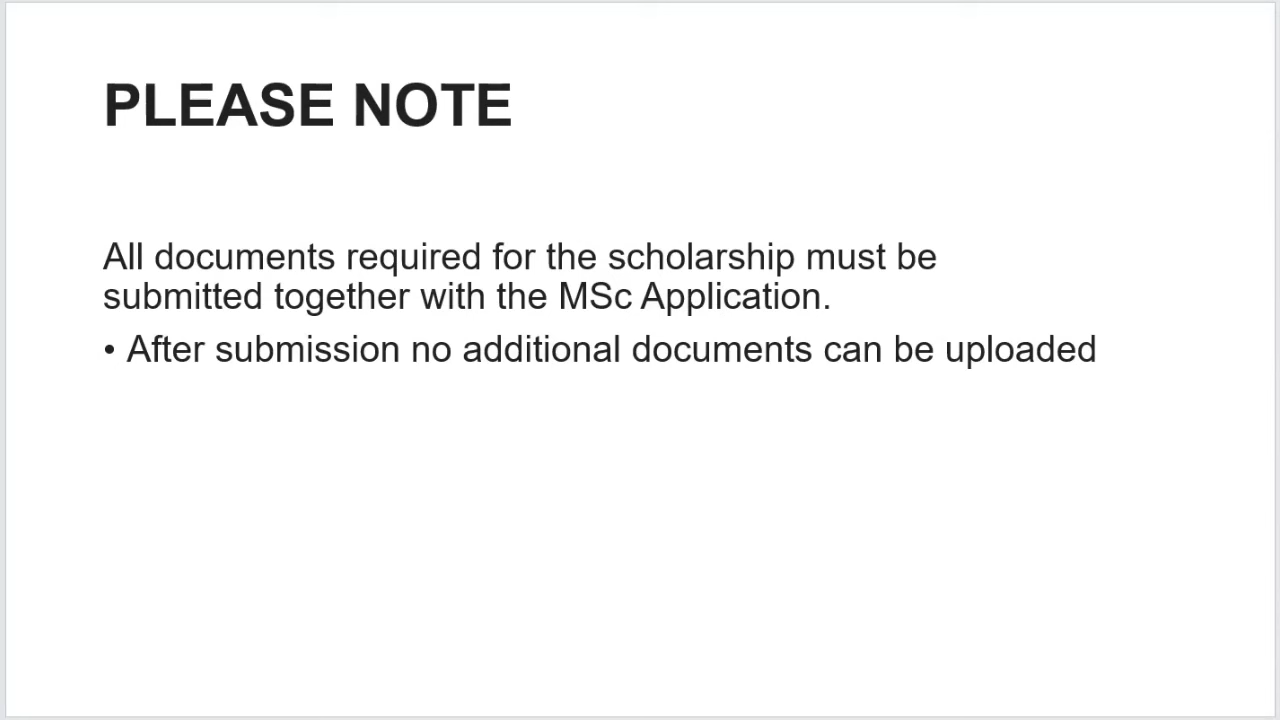 PLEASE NOTE
All documents required for the scholarship must be
submitted together with the MSc Application.
• After submission no additional documents can be uploaded